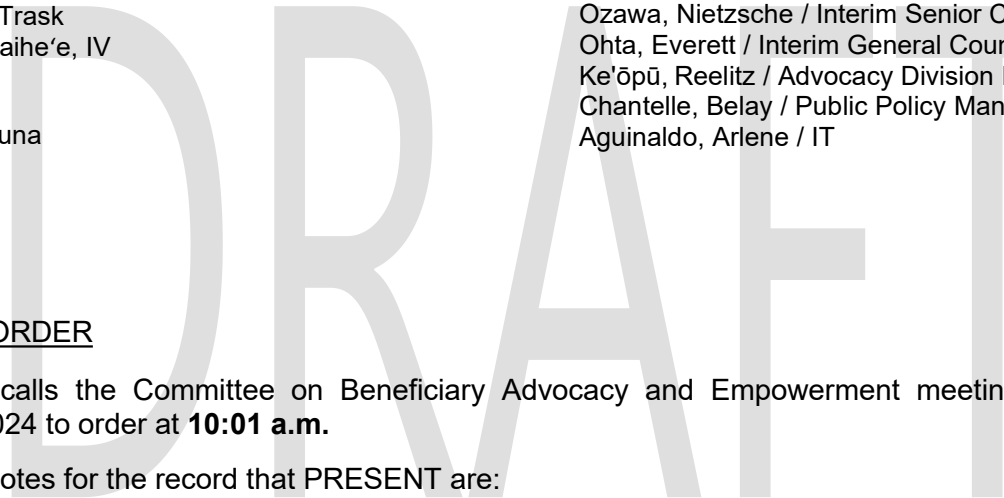 Trask
aiheʻe, IV
una
Ozawa, Nietzsche / Interim Senior C
Ohta, Everett / Interim General Coun
Ke'ōpū, Reelitz / Advocacy Division
Chantelle, Belay / Public Policy Man
Aguinaldo, Arlene / IT
DRAFT
ORDER
calls the Committee on Beneficiary Advocacy and Empowerment meetin
024 to order at 10:01 a.m.
otes for the record that PRESENT are: